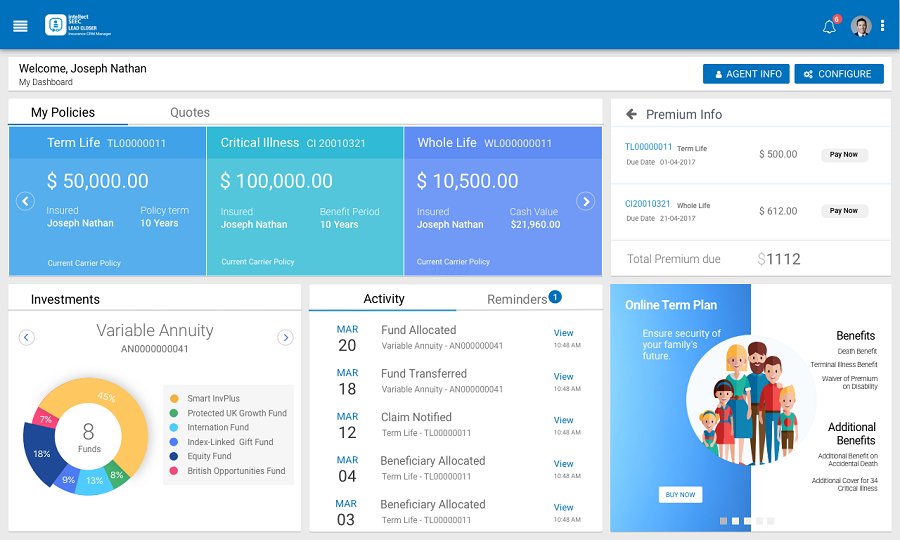 intellect
SEEC
LEAD CLOSER
Insurance CRM Manager
6
Welcome, Joseph Nathan
My Dashboard
AGENT INFO
CONFIGURE
My Policies
Quotes
Term Life TL00000011
$ 50,000.00
Insured
Joseph Nathan
Policy term
10 Years
Current Carrier Policy
Critical Illness CI 20010321
$ 100,000.00
Insured
Joseph Nathan
Benefit Period
10 Years
Current Carrier Policy
Whole Life WL000000011
$ 10,500.00
Insured
Joseph Nathan
Cash Value
$21,960.00
Current Carrier Policy
Premium Info
TL00000011 Term Life
Due Date 01-04-2017
$ 500.00
Pay Now
CI20010321 Whole Life
Due Date 21-04-2017
$ 612.00
Pay Now
Total Premium due
$1112
Investments
Variable Annuity
AN0000000041
45%
7%
18%
9%
13%
8%
8
Funds
Smart InvPlus
Protected UK Growth Fund
Internation Fund
Index-Linked Gift Fund
Equity Fund
British Opportunities Fund
Activity
Reminders
1
MAR
20
Fund Allocated
Variable Annuity - AN000000041
View
10:48 AM
MAR
18
Fund Transferred
Variable Annuity - AN000000041
View
10:48 AM
MAR
12
Claim Notified
Term Life - TL00000011
View
10:48 AM
MAR
04
Beneficiary Allocated
Term Life - TL00000011
View
10:48 AM
MAR
03
Beneficiary Allocated
Term Life - TL00000011
View
10:48 AM
Online Term Plan
Ensure security of
your family's
future.
BUY NOW
Benefits
Death Benefit
Terminal Illness Benefit
Waiver of Premium
on Disability
Additional
Benefits
Additional Benefit on
Accidental Death
Additional Cover for 34
Critical Illness